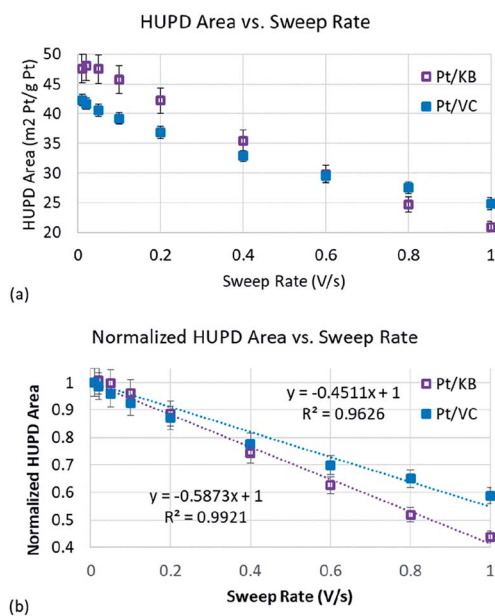 HUPD Area vs. Sweep Rate
HUPD Area (m2 Pt/g Pt)
50
45
40
35
30
25
20
Pt/KB
Pt/VC
0
0.2
0.4
0.6
0.8
1
Sweep Rate (V/s)
(a)
Normalized HUPD Area vs. Sweep Rate
Normalized HUPD Area
1
0.9
0.8
0.7
0.6
0.5
0.4
Pt/KB
Pt/VC
y = -0.4511x + 1
R² = 0.9626
y = -0.5873x + 1
R² = 0.9921
0
0.2
0.4
0.6
0.8
1
Sweep Rate (V/s)
(b)